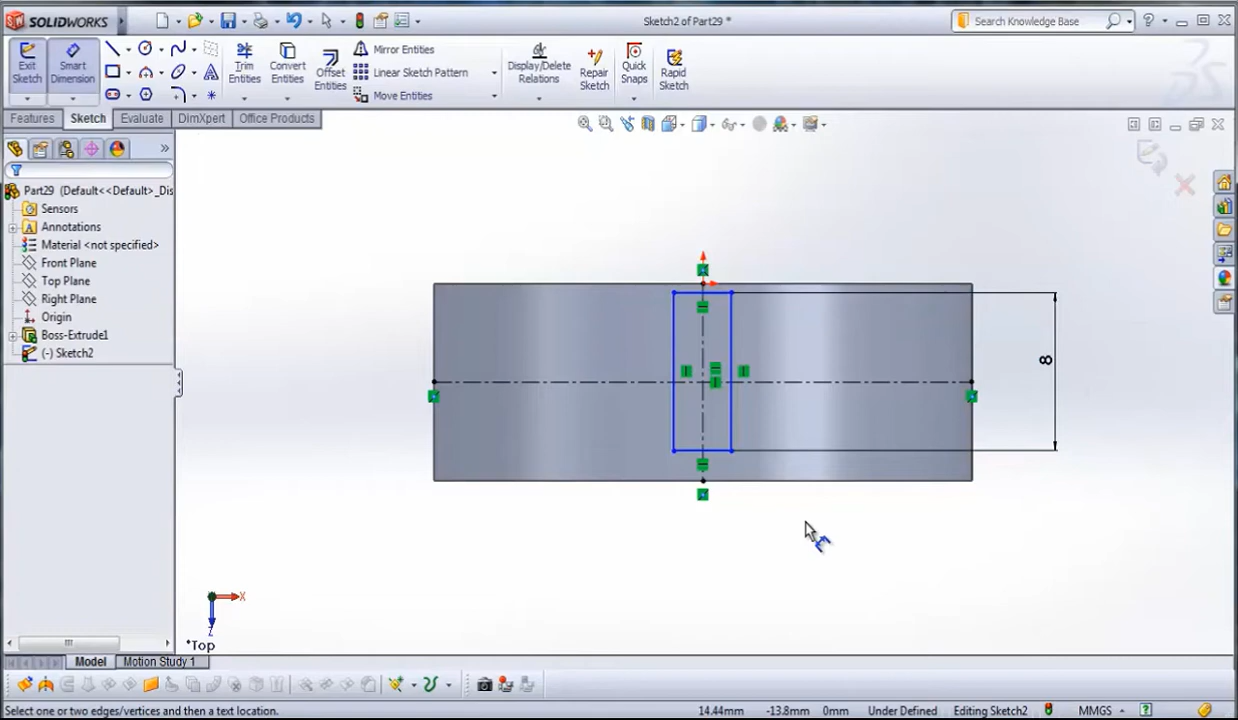 SOLIDWORKS
Sketch2 of Part29 *
Search Knowledge Base
Exit Sketch
Smart Dimension
Trim Entities
Convert Entities
Offset Entities
Mirror Entities
Linear Sketch Pattern
Move Entities
Display/Delete Relations
Repair Sketch
Quick Snaps
Rapid Sketch
Features
Sketch
Evaluate
DimXpert
Office Products
Part29 (Default<<Default>_Dis
Sensors
Annotations
Material <not specified>
Front Plane
Top Plane
Right Plane
Origin
Boss-Extrude1
(-) Sketch2
8
X
Z
*Top
Model
Motion Study 1
Select one or two edges/vertices and then a text location.
14.44mm
-13.8mm
0mm
Under Defined
Editing Sketch2
MMGS